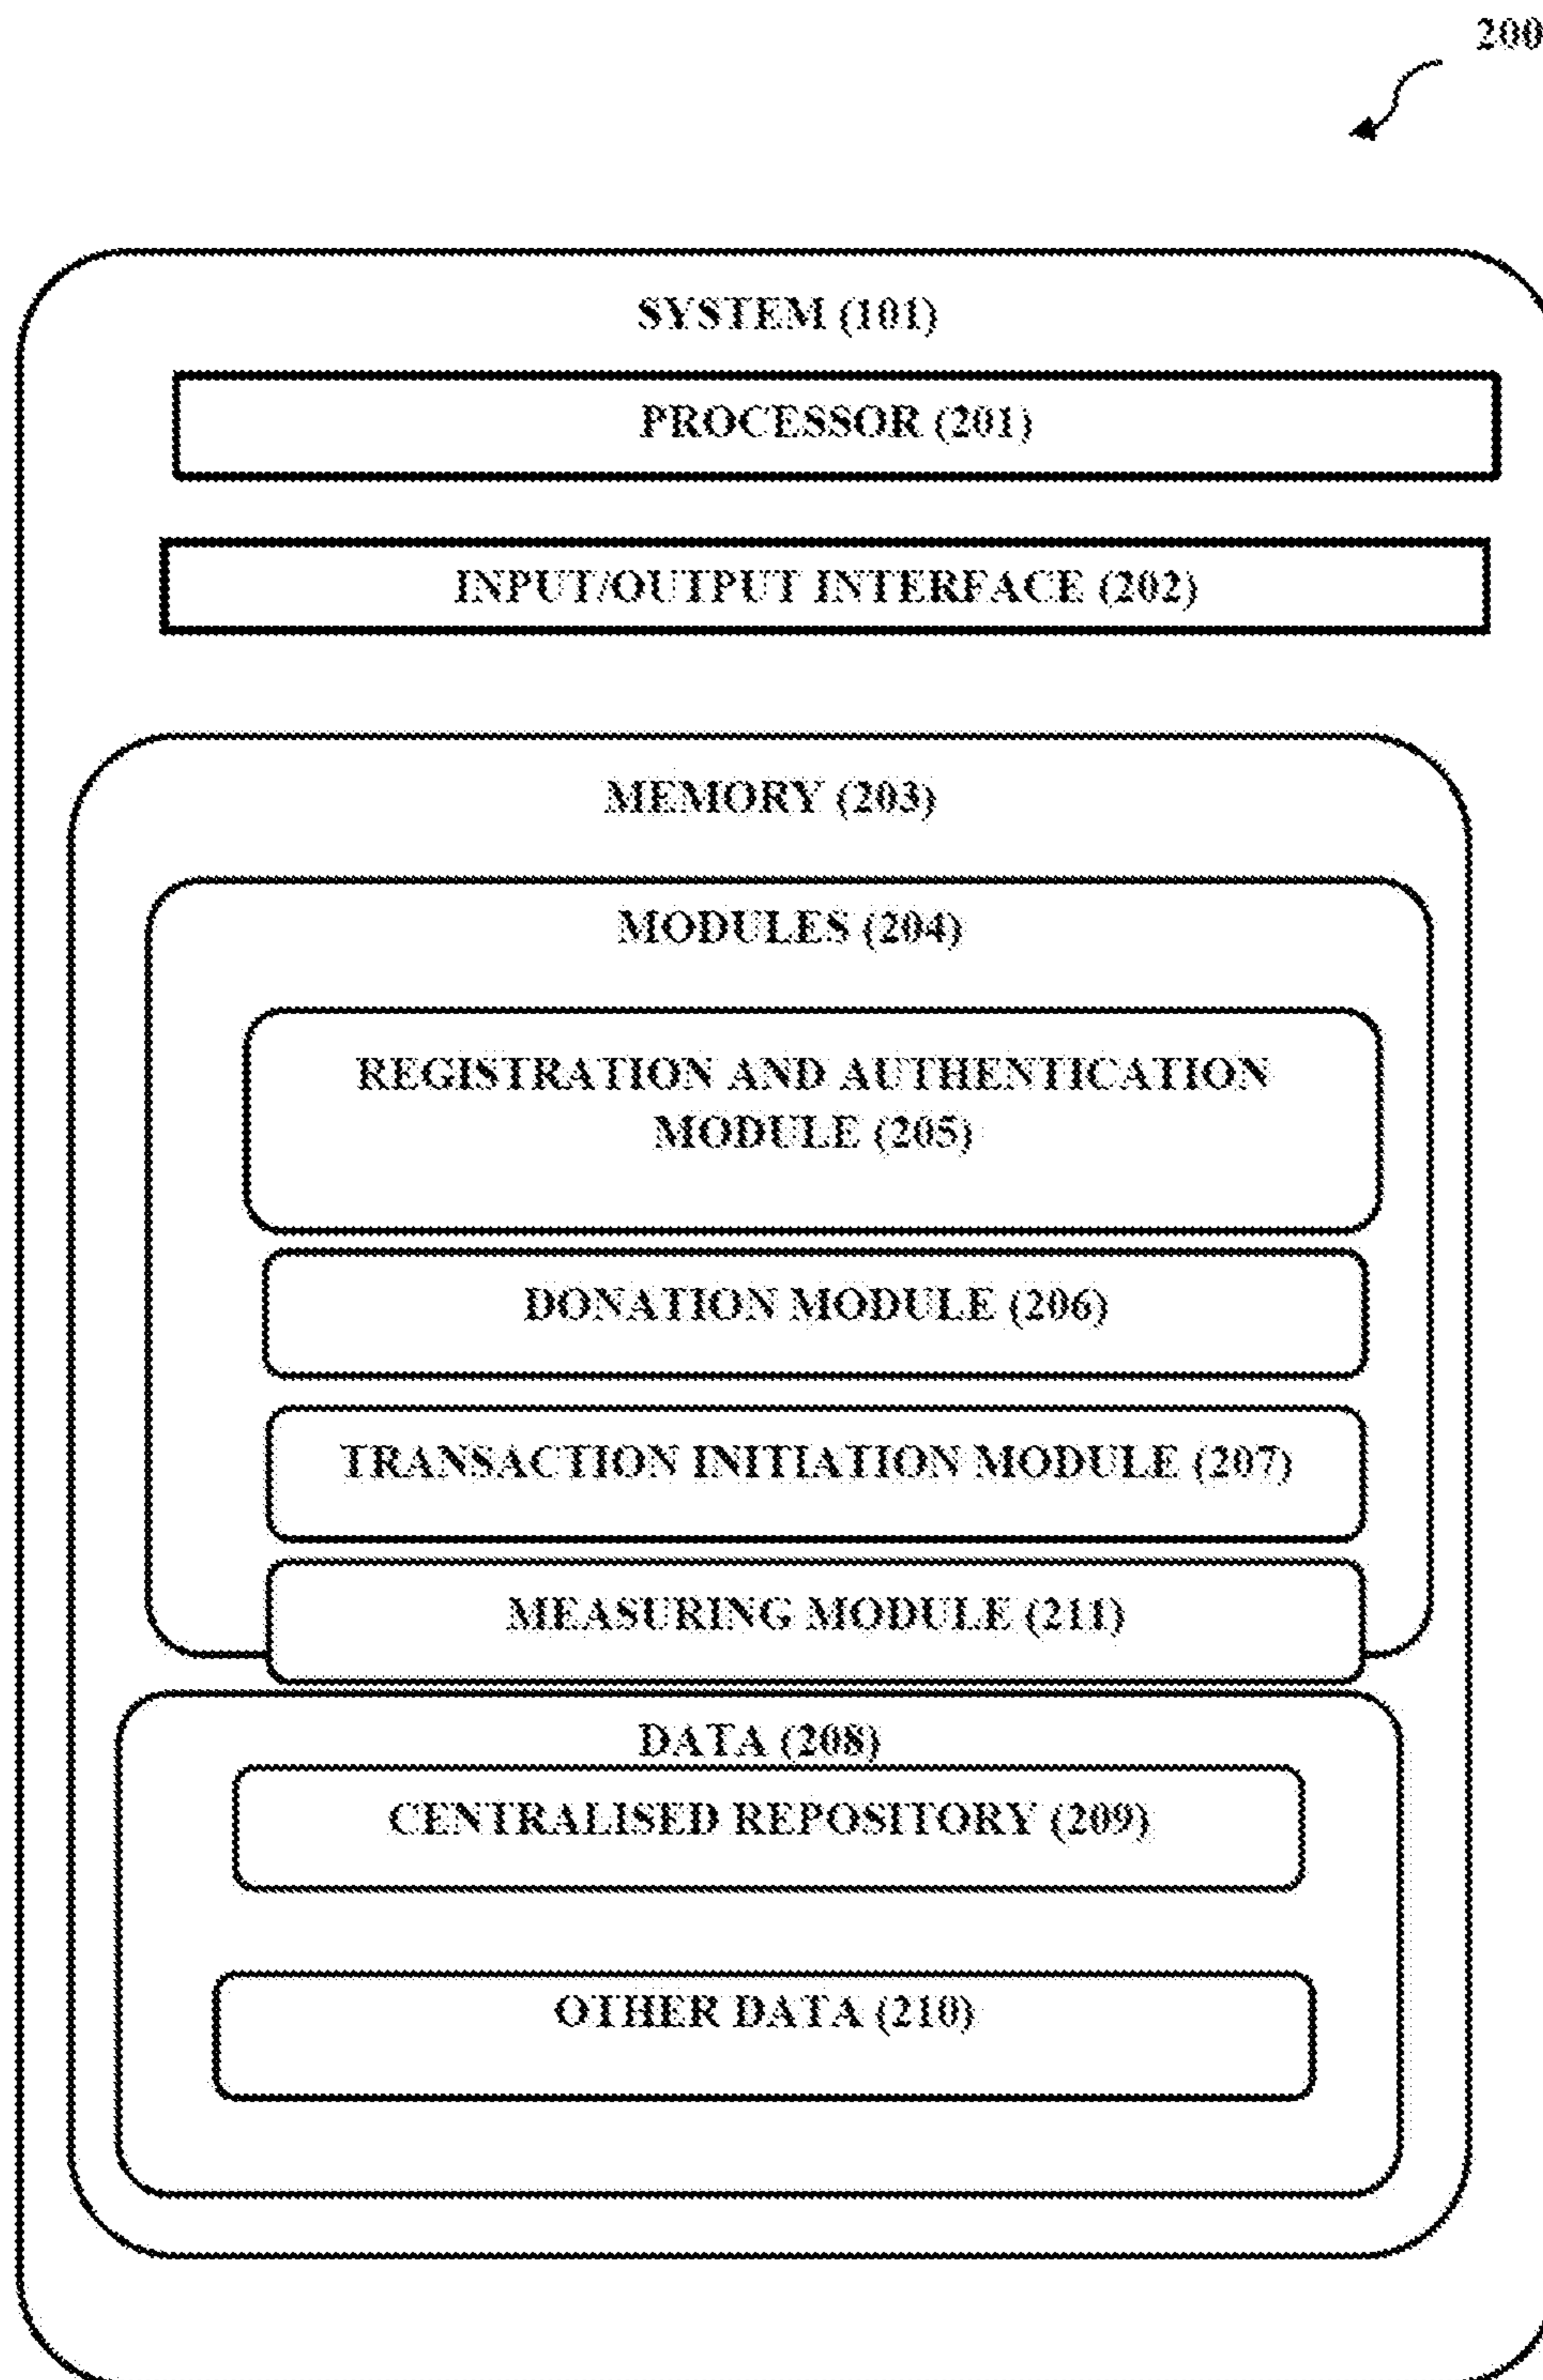 200
SYSTEM (101)
PROCESSOR (201)
INPUT/OUTPUT INTERFACE (202)
MEMORY (203)
MODULES (204)
REGISTRATION AND AUTHENTICATION
MODULE (205)
DONATION MODULE (206)
TRANSACTION INITIATION MODULE (207)
MEASURING MODULE (211)
DATA (208)
CENTRALISED REPOSITORY (209)
OTHER DATA (210)